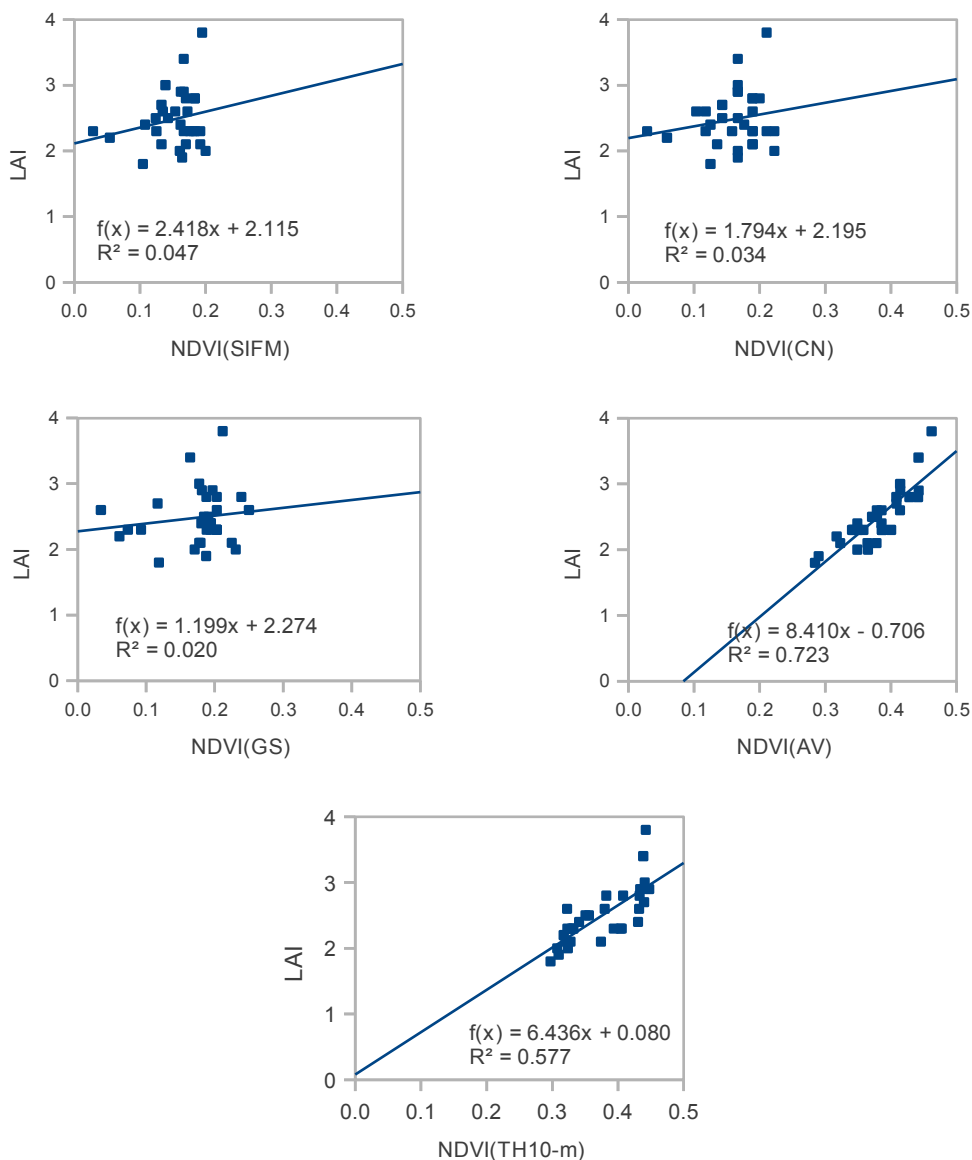 4
3
2
1
0
LAI
f(x) = 2.418x + 2.115
R² = 0.047
0.0 0.1 0.2 0.3 0.4 0.5
NDVI(SIFM)
4
3
2
1
0
LAI
f(x) = 1.794x + 2.195
R² = 0.034
0.0 0.1 0.2 0.3 0.4 0.5
NDVI(CN)
4
3
2
1
0
LAI
f(x) = 1.199x + 2.274
R² = 0.020
0.0 0.1 0.2 0.3 0.4 0.5
NDVI(GS)
4
3
2
1
0
LAI
f(x) = 8.410x - 0.706
R² = 0.723
0.0 0.1 0.2 0.3 0.4 0.5
NDVI(AV)
4
3
2
1
0
LAI
f(x) = 6.436x + 0.080
R² = 0.577
0.0 0.1 0.2 0.3 0.4 0.5
NDVI(TH10-m)